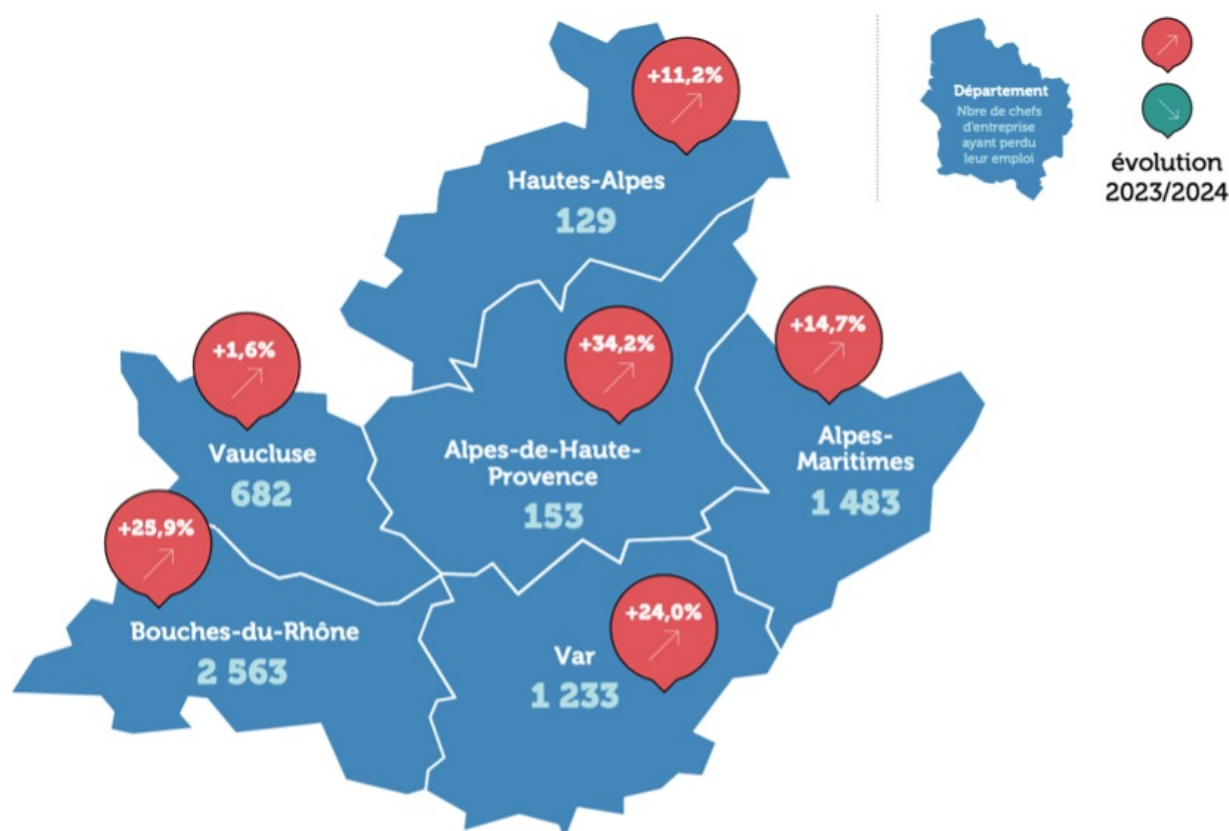 +11,2%
Hautes-Alpes
129
Département
Nbre de chefs
d'entreprise
ayant perdu
leur emploi
évolution
2023/2024
+1,6%
Vaucluse
682
+34,2%
Alpes-de-Haute-
Provence
153
+14,7%
Alpes-
Maritimes
1 483
+25,9%
Bouches-du-Rhône
2 563
+24,0%
Var
1 233